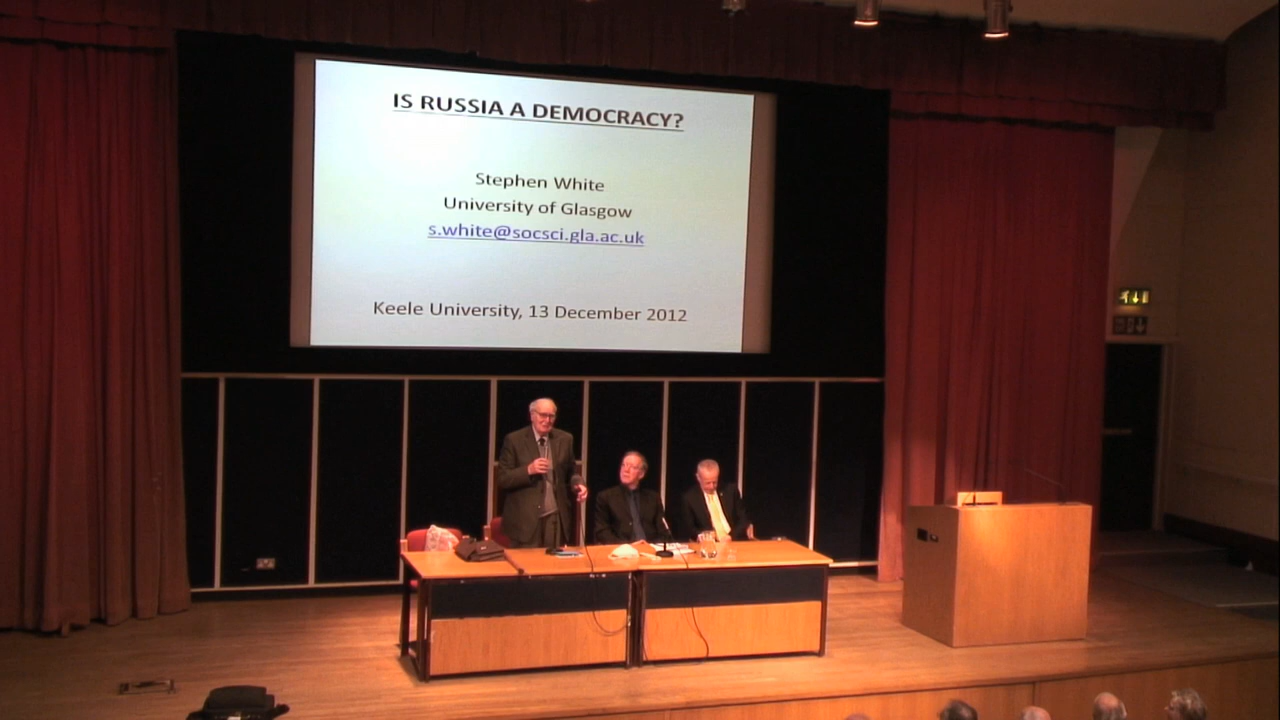 IS RUSSIA A DEMOCRACY?
Stephen White
University of Glasgow
s.white@socsci.gla.ac.uk
Keele University, 13 December 2012